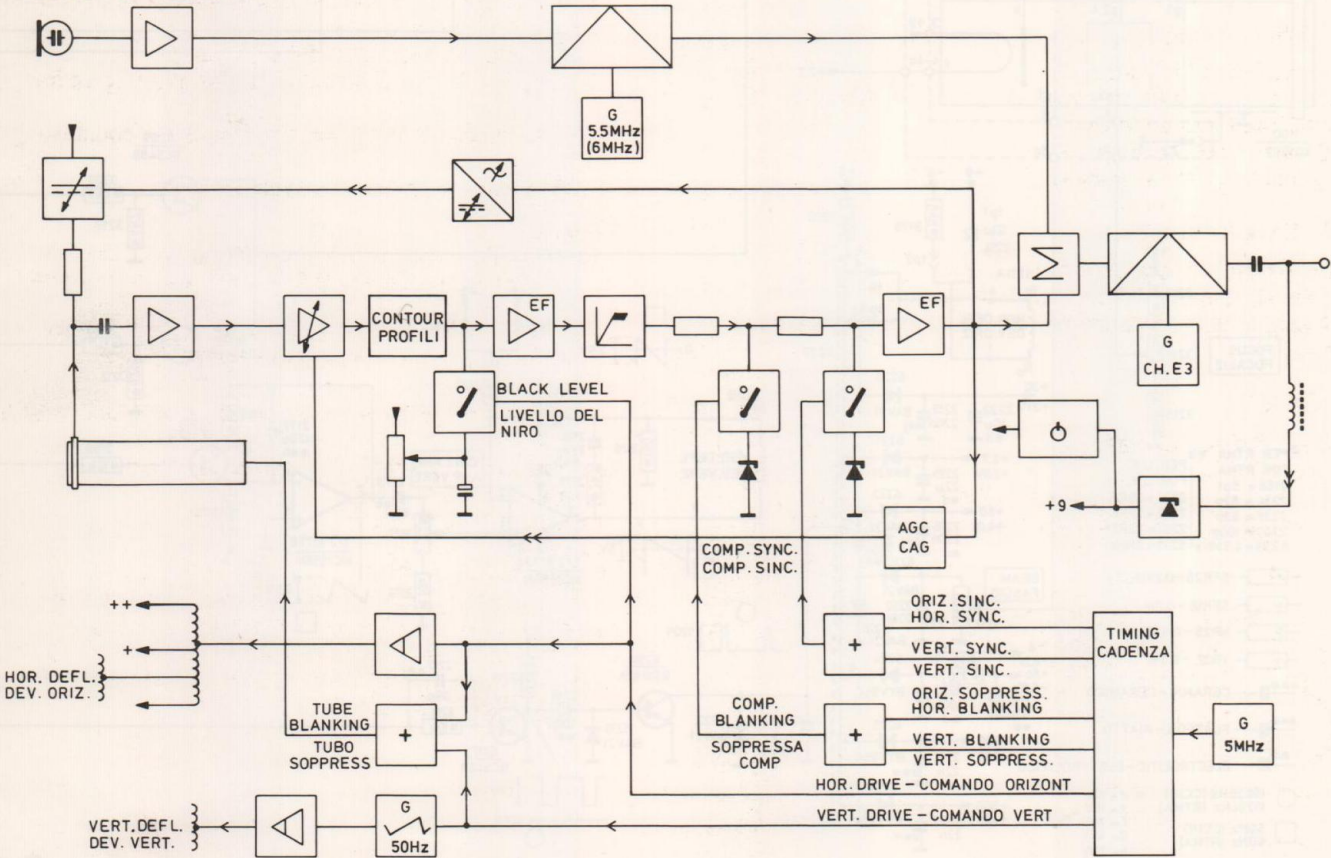 G
5.5MHz
(6MHz)
CONTOUR
PROFILI
EF
EF
G
CH.E3
BLACK LEVEL
LIVELLO DEL
NIRO
+9
AGC
CAG
COMP. SYNC.
COMP. SINC.
++
+
HOR. DEFL.
DEV. ORIZ.
ORIZ. SINC.
HOR. SYNC.
VERT. SYNC.
VERT. SINC.
+
TIMING
CADENZA
TUBE
BLANKING
TUBO
SOPPRESS
+
COMP.
BLANKING
SOPPRESSA
COMP
+
ORIZ. SOPPRESS.
HOR. BLANKING
VERT. BLANKING
VERT. SOPPRESS.
G
5MHz
HOR. DRIVE – COMANDO ORIZONT
VERT. DRIVE – COMANDO VERT
VERT. DEFL.
DEV. VERT.
G
50Hz